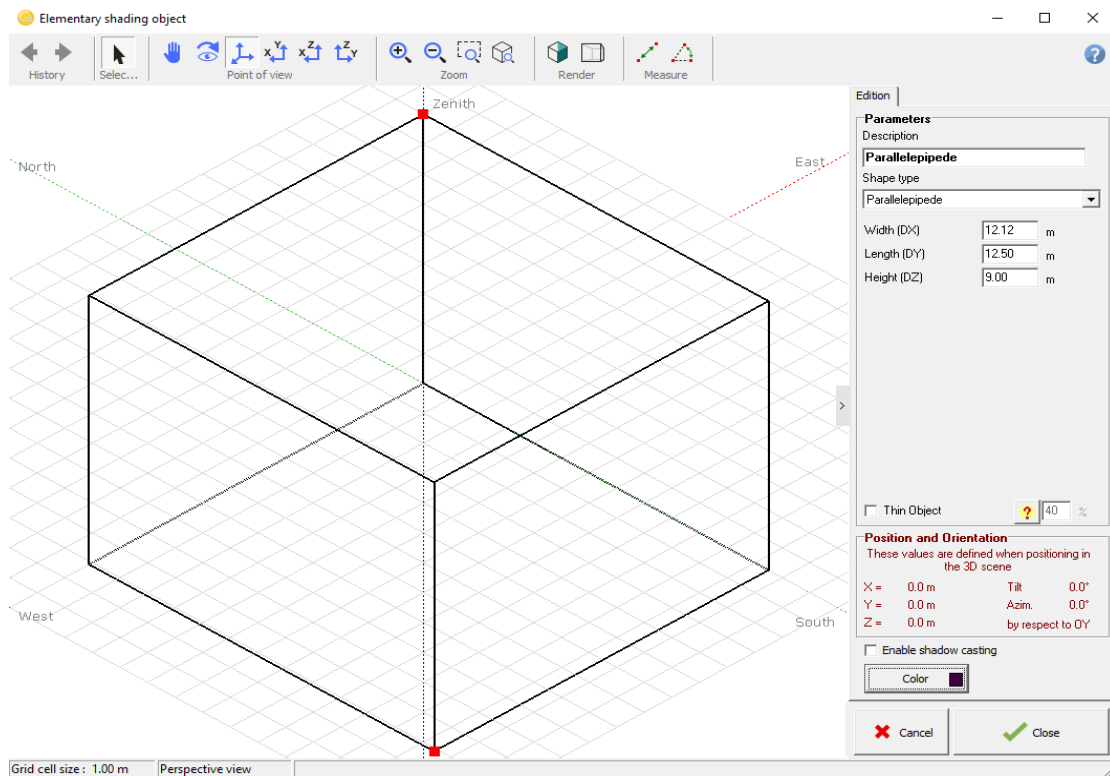 Elementary shading object
History
Selec...
Point of view
Zoom
Render
Measure
Zenith
North
East
West
South
Edition
Parameters
Description
Parallelepipede
Shape type
Parallelepipede
Width (DX) 12.12 m
Length (DY) 12.50 m
Height (DZ) 9.00 m
Thin Object ? 40 %
Position and Orientation
These values are defined when positioning in
the 3D scene
X = 0.0 m Tilt 0.0°
Y = 0.0 m Azim. 0.0°
Z = 0.0 m by respect to O'Y
Enable shadow casting
Color
Cancel
Close
Grid cell size : 1.00 m Perspective view